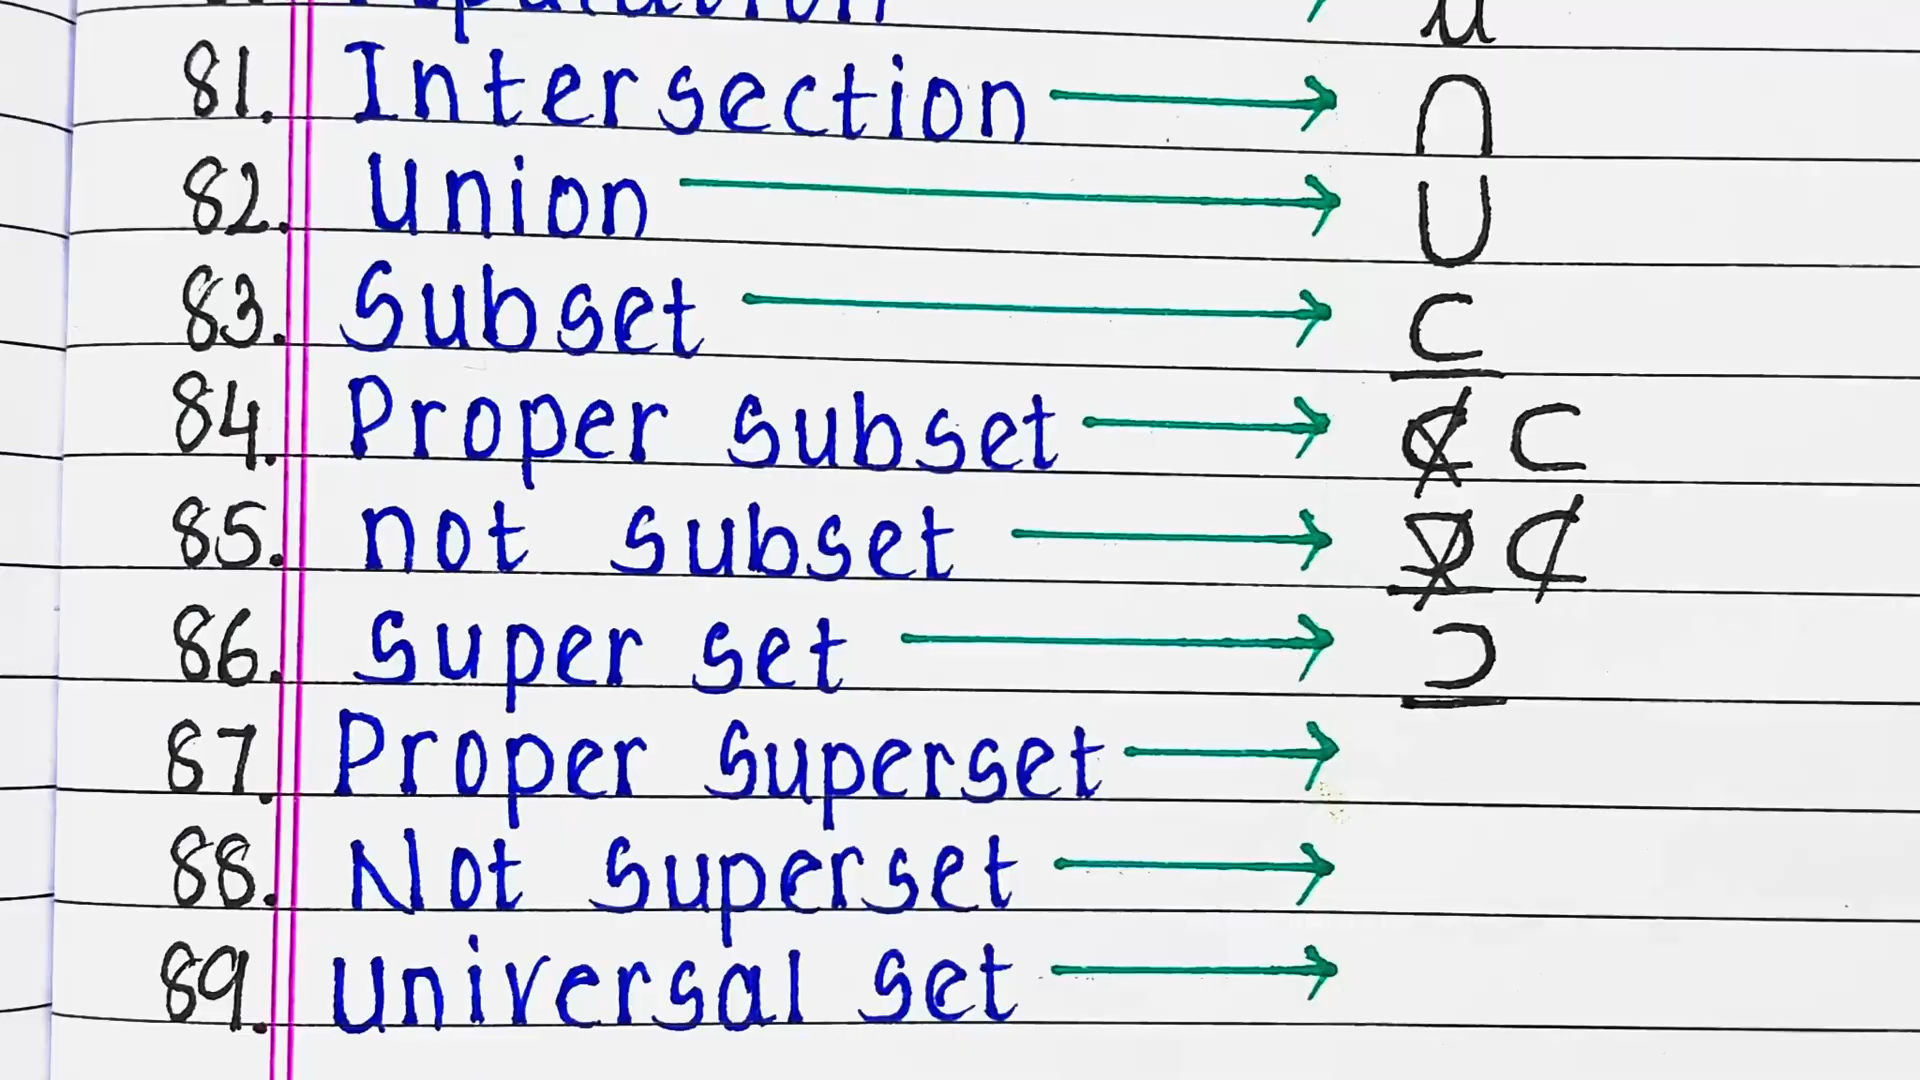 81. Intersection → ∩
82. Union → ∪
83. Subset → ⊆
84. Proper subset → ⊂
85. not subset → ⊄
86. Super set → ⊇
87. Proper Superset →
88. Not Superset →
89. Universal set →